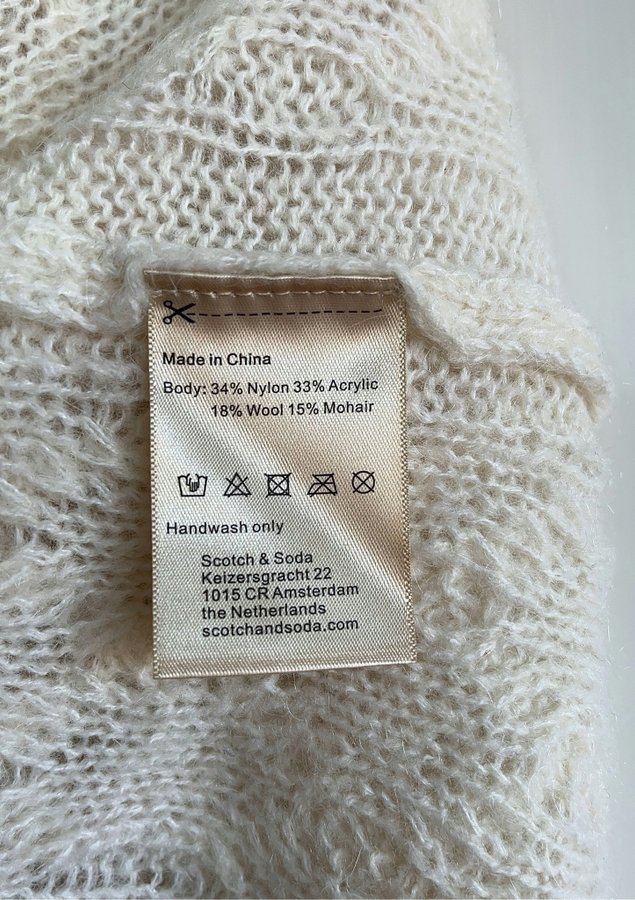 Made in China
Body: 34% Nylon 33% Acrylic
18% Wool 15% Mohair
Handwash only
Scotch & Soda
Keizersgracht 22
1015 CR Amsterdam
the Netherlands
scotchandsoda.com